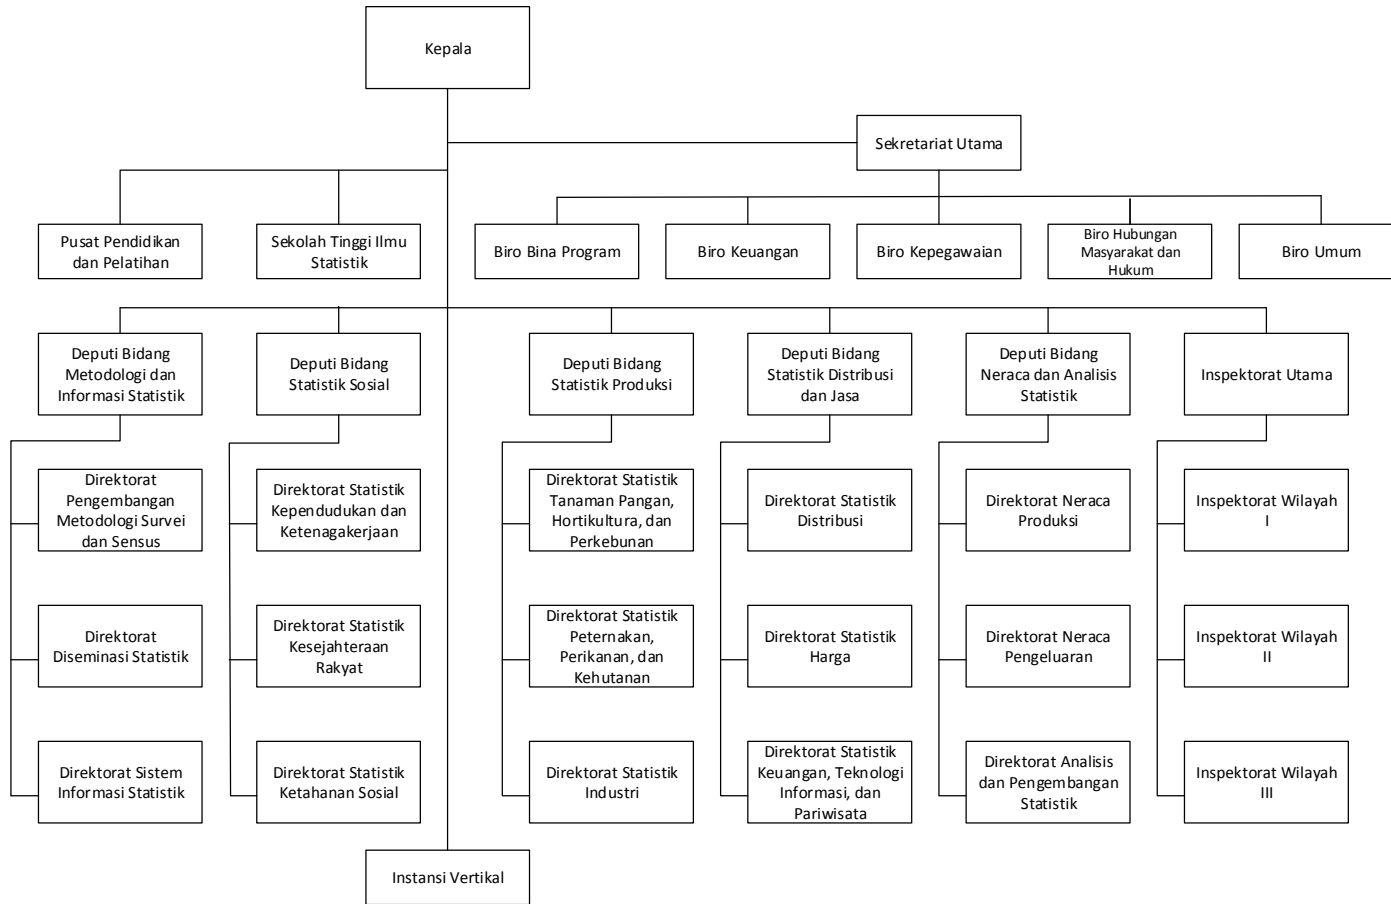 Kepala
Sekretariat Utama
Pusat Pendidikan
dan Pelatihan
Sekolah Tinggi Ilmu
Statistik
Biro Bina Program
Biro Keuangan
Biro Kepegawaian
Biro Hubungan
Masyarakat dan
Hukum
Biro Umum
Deputi Bidang
Metodologi dan
Informasi Statistik
Deputi Bidang
Statistik Sosial
Deputi Bidang
Statistik Produksi
Deputi Bidang
Statistik Distribusi
dan Jasa
Deputi Bidang
Neraca dan Analisis
Statistik
Inspektorat Utama
Direktorat
Pengembangan
Metodologi Survei
dan Sensus
Direktorat Statistik
Kependudukan dan
Ketenagakerjaan
Direktorat Statistik
Tanaman Pangan,
Hortikultura, dan
Perkebunan
Direktorat Statistik
Distribusi
Direktorat Neraca
Produksi
Inspektorat Wilayah
I
Direktorat
Diseminasi Statistik
Direktorat Statistik
Kesejahteraan
Rakyat
Direktorat Statistik
Peternakan,
Perikanan, dan
Kehutanan
Direktorat Statistik
Harga
Direktorat Neraca
Pengeluaran
Inspektorat Wilayah
II
Direktorat Sistem
Informasi Statistik
Direktorat Statistik
Ketahanan Sosial
Direktorat Statistik
Industri
Direktorat Statistik
Keuangan, Teknologi
Informasi, dan
Pariwisata
Direktorat Analisis
dan Pengembangan
Statistik
Inspektorat Wilayah
III
Instansi Vertikal